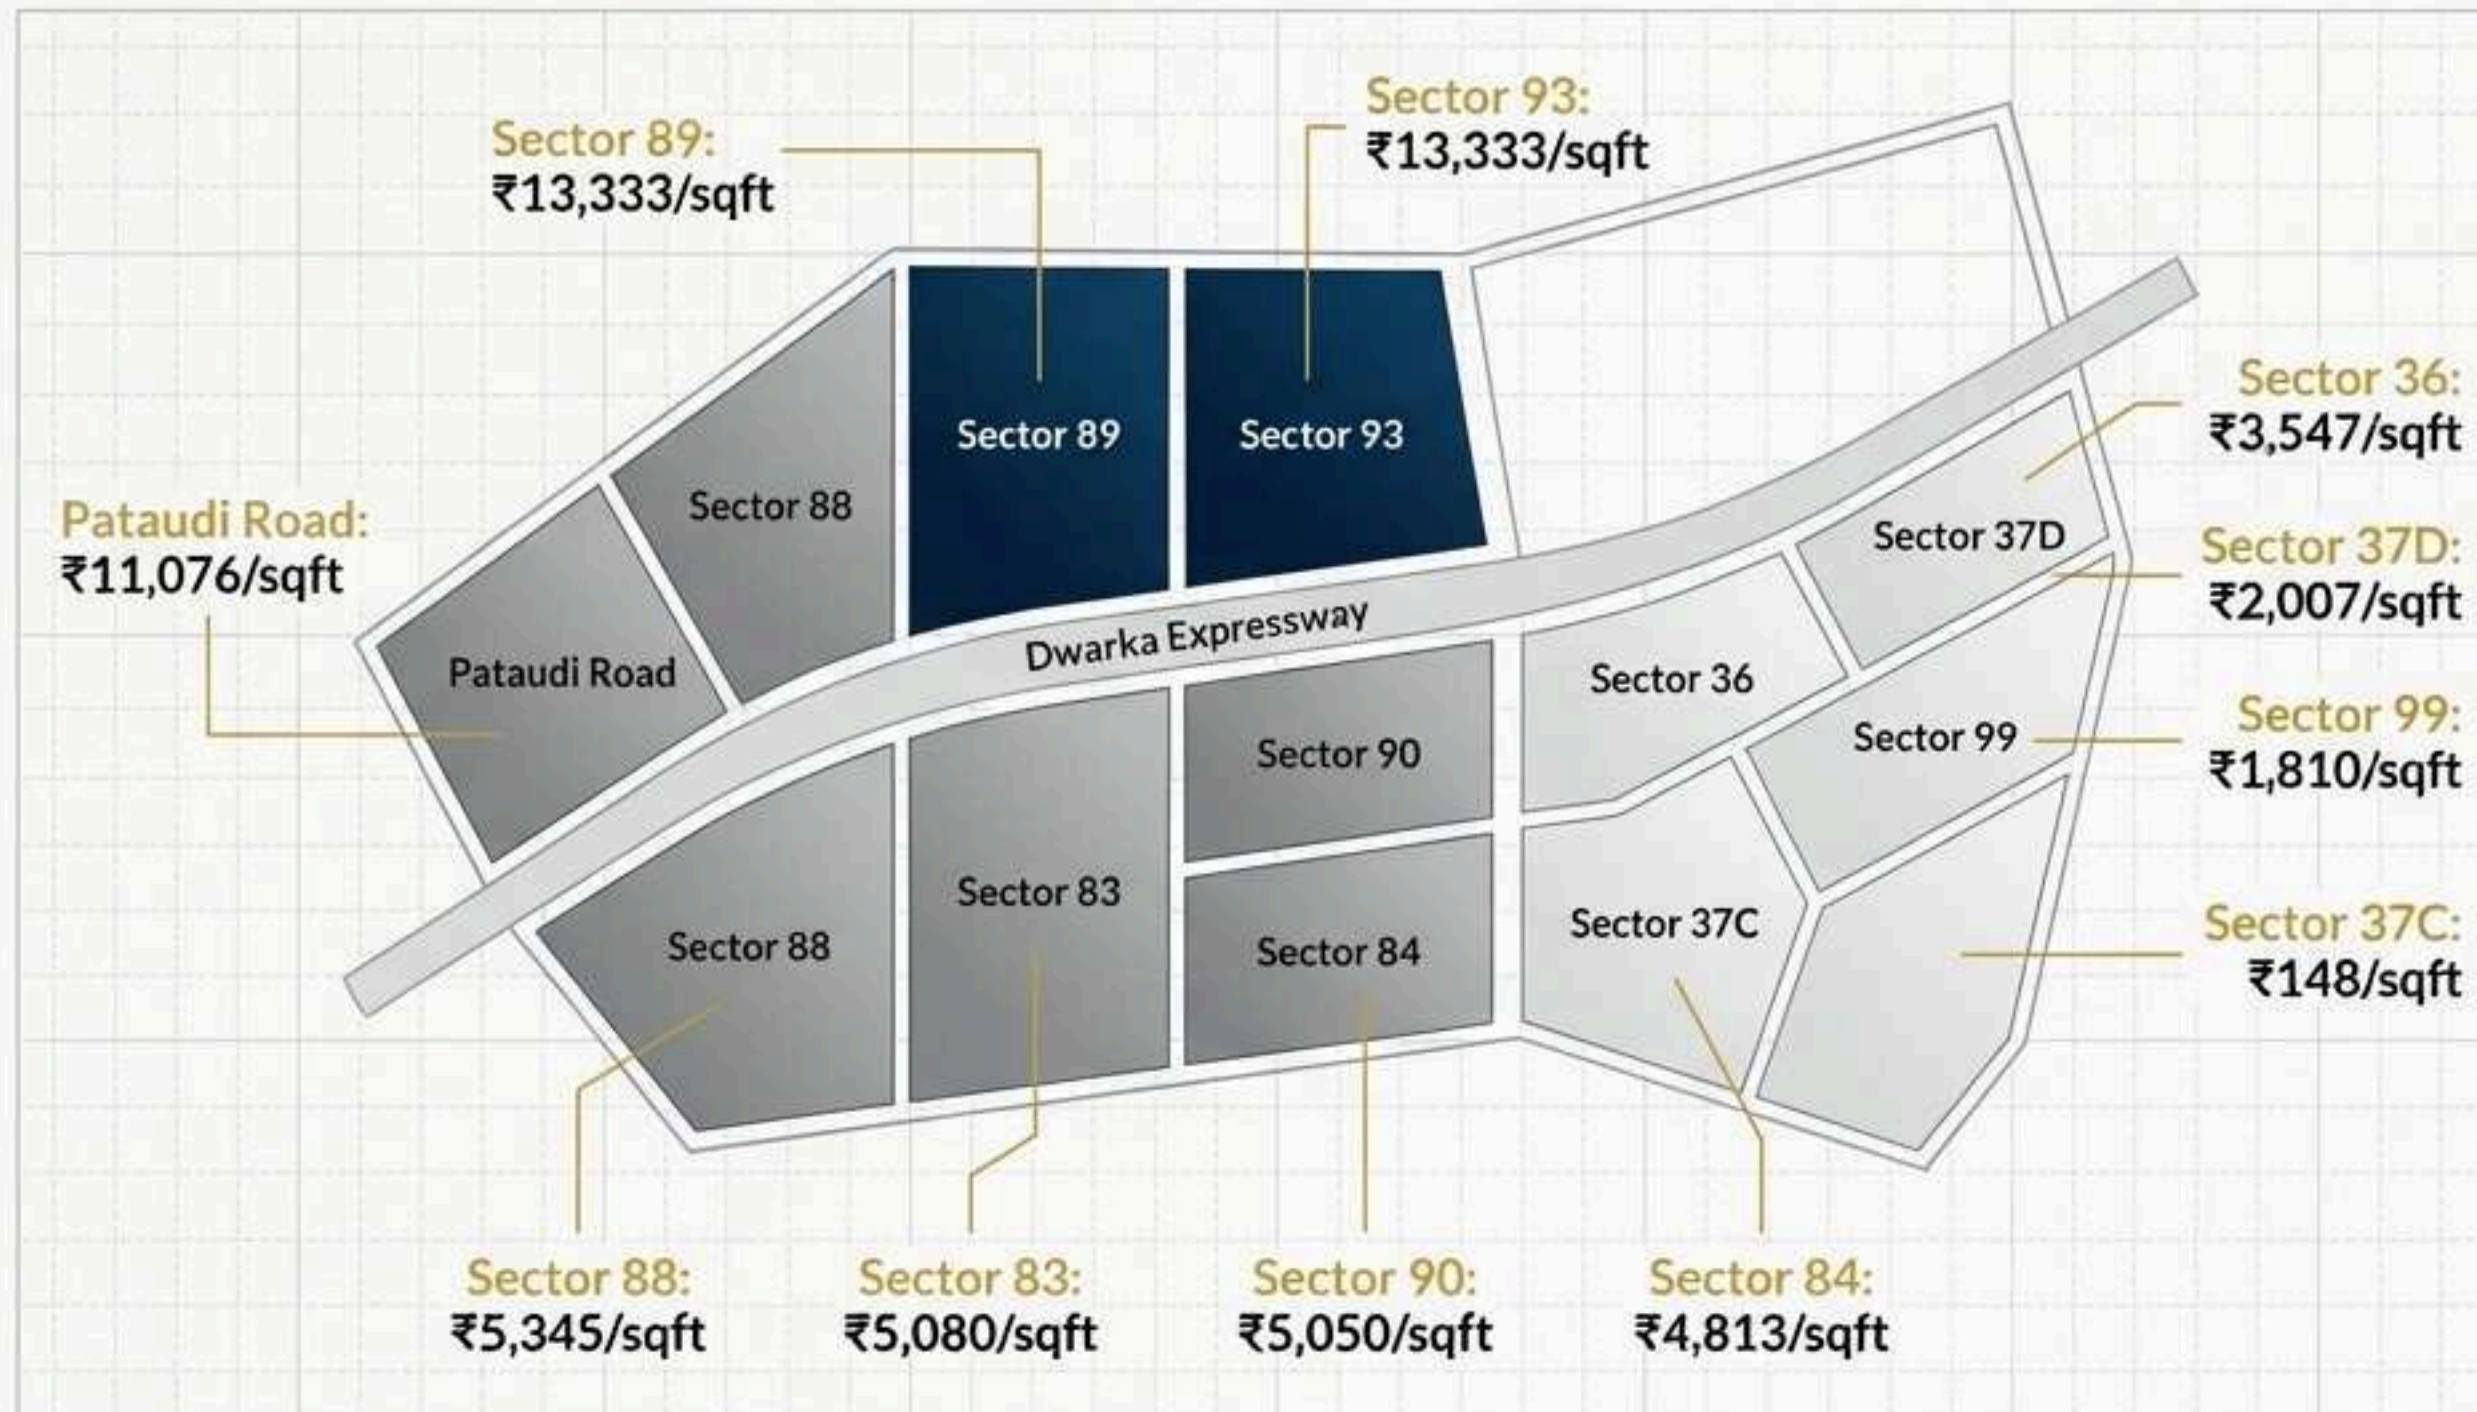 Sector 93:
₹13,333/sqft
Sector 89:
₹13,333/sqft
Sector 36:
₹3,547/sqft
Sector 89
Sector 93
Sector 88
Pataudi Road:
₹11,076/sqft
Sector 37D
Sector 37D:
₹2,007/sqft
Dwarka Expressway
Pataudi Road
Sector 36
Sector 99
Sector 99:
₹1,810/sqft
Sector 90
Sector 83
Sector 88
Sector 84
Sector 37C
Sector 37C:
₹148/sqft
Sector 88:
₹5,345/sqft
Sector 83:
₹5,080/sqft
Sector 90:
₹5,050/sqft
Sector 84:
₹4,813/sqft